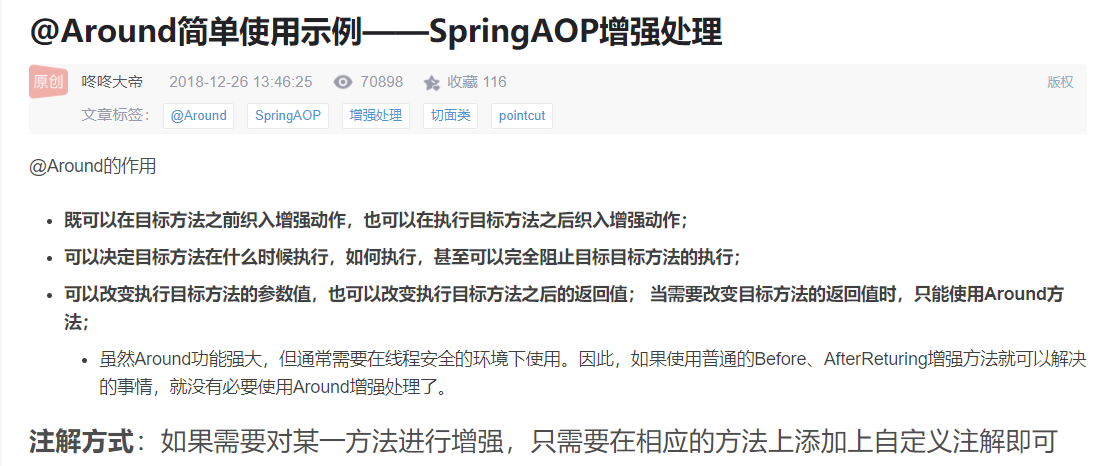 @Around简单使用示例——SpringAOP增强处理
原创 咚咚大帝 2018-12-26 13:46:25 70898 收藏 116 版权
文章标签： @Around SpringAOP 增强处理 切面类 pointcut
@Around的作用
• 既可以在目标方法之前织入增强动作，也可以在执行目标方法之后织入增强动作；
• 可以决定目标方法在什么时候执行，如何执行，甚至可以完全阻止目标目标方法的执行；
• 可以改变执行目标方法的参数值，也可以改变执行目标方法之后的返回值； 当需要改变目标方法的返回值时，只能使用Around方
法；
• 虽然Around功能强大，但通常需要在线程安全的环境下使用。因此，如果使用普通的Before、AfterReturing增强方法就可以解决
的事情，就没有必要使用Around增强处理了。
注解方式：如果需要对某一方法进行增强，只需要在相应的方法上添加上自定义注解即可